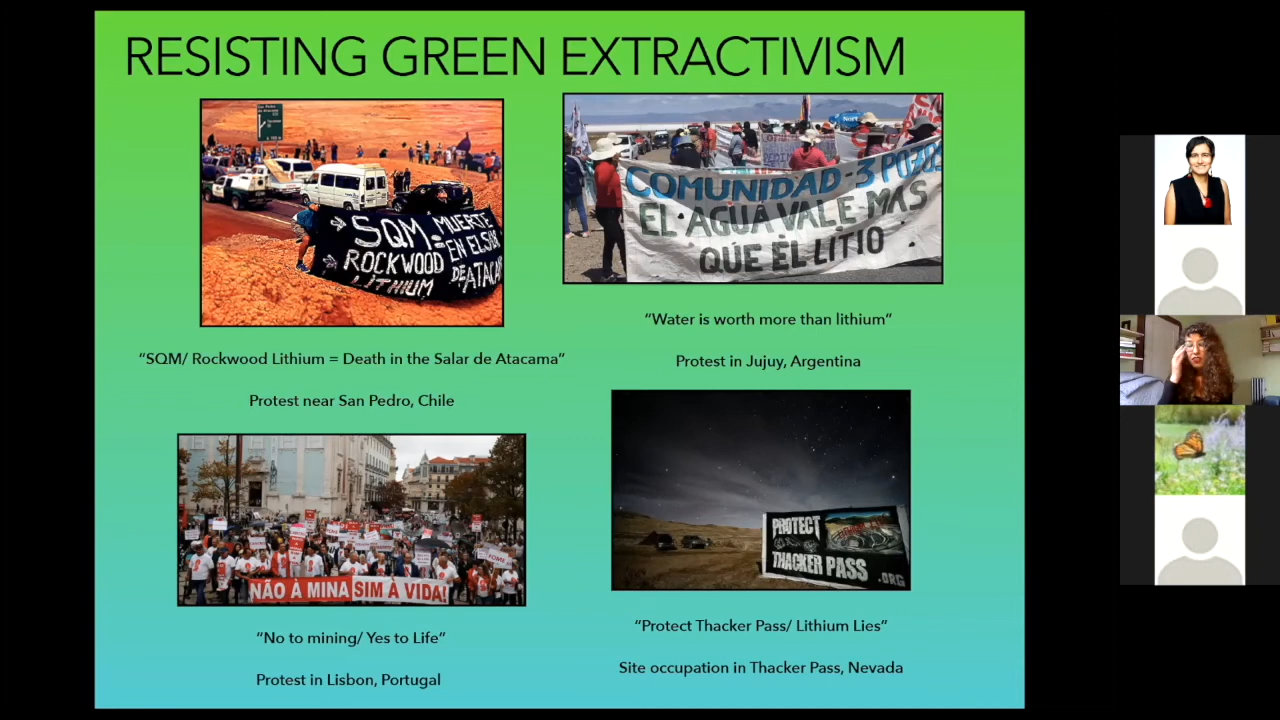 RESISTING GREEN EXTRACTIVISM
SQM=
MUERTE
EN EL SALAR
ROCKWOOD
LITHIUM
DE ATACAMA
COMUNIDAD-3 POZOS
EL AGUA VALE MAS
QUE EL LITIO
"Water is worth more than lithium"
"SQM/ Rockwood Lithium = Death in the Salar de Atacama"
Protest in Jujuy, Argentina
Protest near San Pedro, Chile
NÃO À MINA SIM À VIDA!
PROTECT
THACKER PASS
.ORG
"No to mining/ Yes to Life"
"Protect Thacker Pass/ Lithium Lies"
Protest in Lisbon, Portugal
Site occupation in Thacker Pass, Nevada